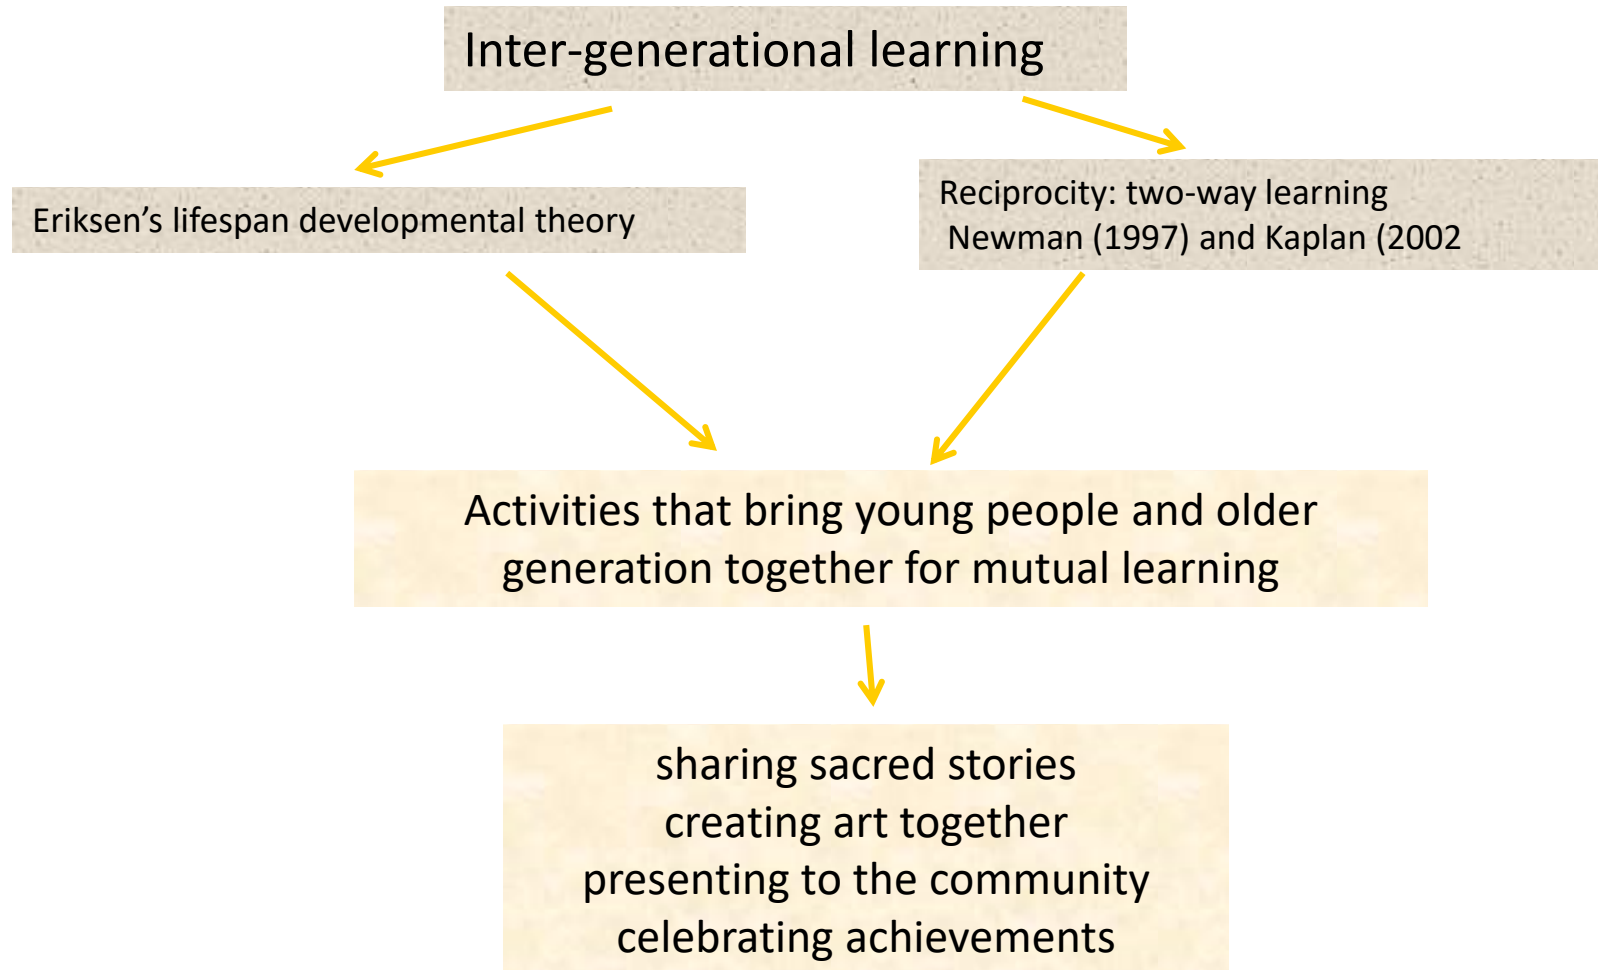 Inter-generational learning
Eriksen’s lifespan developmental theory
Reciprocity: two-way learning
Newman (1997) and Kaplan (2002
Activities that bring young people and older
generation together for mutual learning
sharing sacred stories
creating art together
presenting to the community
celebrating achievements